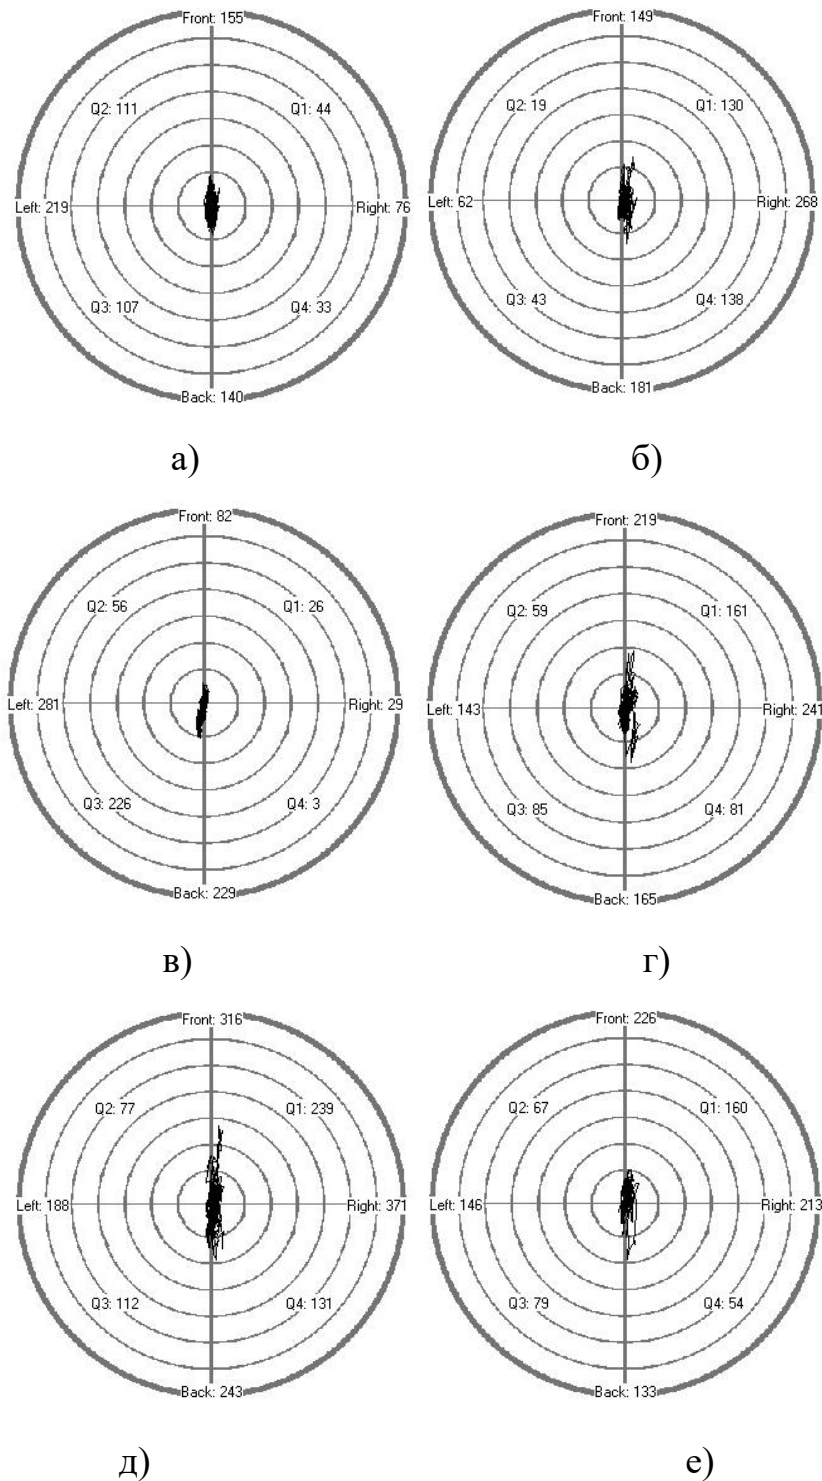 Front: 155
Q2: 111
Q1: 44
Left: 219
Right: 76
Q3: 107
Q4: 33
Back: 140
а)
Front: 149
Q2: 19
Q1: 130
Left: 62
Right: 268
Q3: 43
Q4: 138
Back: 181
б)
Front: 82
Q2: 56
Q1: 26
Left: 281
Right: 29
Q3: 226
Q4: 3
Back: 229
в)
Front: 219
Q2: 59
Q1: 161
Left: 143
Right: 241
Q3: 85
Q4: 81
Back: 165
г)
Front: 316
Q2: 77
Q1: 239
Left: 188
Right: 371
Q3: 112
Q4: 131
Back: 243
д)
Front: 226
Q2: 67
Q1: 160
Left: 146
Right: 213
Q3: 79
Q4: 54
Back: 133
е)